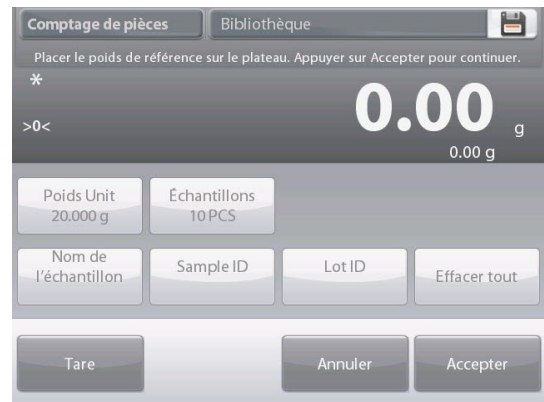 Comptage de pièces
Bibliothèque
Placer le poids de référence sur le plateau. Appuyer sur Accepter pour continuer.
*
>0<
0.00 g
0.00 g
Poids Unit
20.000 g
Échantillons
10 PCS
Nom de
l'échantillon
Sample ID
Lot ID
Effacer tout
Tare
Annuler
Accepter